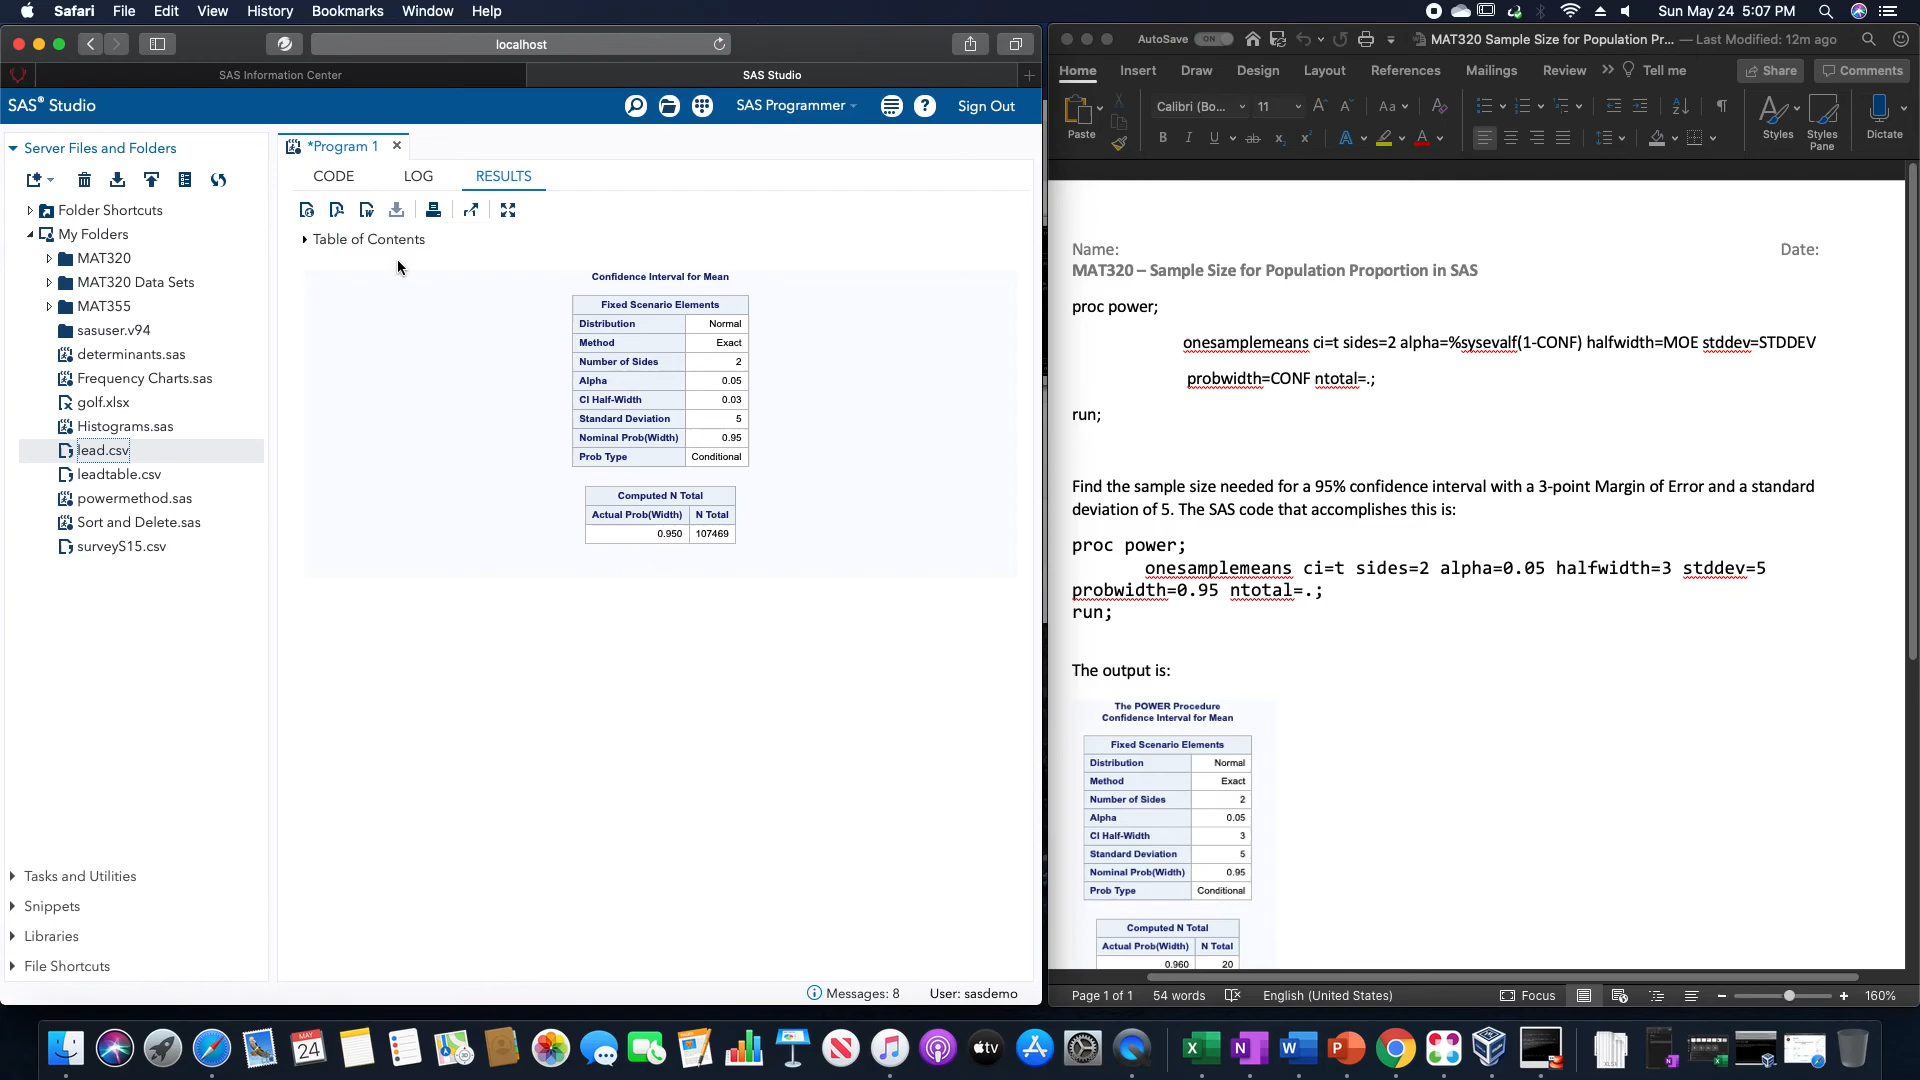 Safari File Edit View History Bookmarks Window Help
Sun May 24 5:07 PM
localhost
SAS Information Center
SAS Studio
SAS® Studio
SAS Programmer
Sign Out
Server Files and Folders
Folder Shortcuts
My Folders
MAT320
MAT320 Data Sets
MAT355
sasuser.v94
determinants.sas
Frequency Charts.sas
golf.xlsx
Histograms.sas
lead.csv
leadtable.csv
powermethod.sas
Sort and Delete.sas
surveyS15.csv
Tasks and Utilities
Snippets
Libraries
File Shortcuts
*Program 1
CODE LOG RESULTS
Table of Contents
Confidence Interval for Mean
Fixed Scenario Elements
Distribution Normal
Method Exact
Number of Sides 2
Alpha 0.05
CI Half-Width 0.03
Standard Deviation 5
Nominal Prob(Width) 0.95
Prob Type Conditional
Computed N Total
Actual Prob(Width) N Total
0.950 107469
Messages: 8 User: sasdemo
AutoSave ON
MAT320 Sample Size for Population Pr... — Last Modified: 12m ago
Home Insert Draw Design Layout References Mailings Review Tell me
Share Comments
Paste
Calibri (Bo... 11
Styles
Styles Pane
Dictate
Name: Date:
MAT320 – Sample Size for Population Proportion in SAS
proc power;
onesamplemeans ci=t sides=2 alpha=%sysevalf(1-CONF) halfwidth=MOE stddev=STDDEV
probwidth=CONF ntotal=.;
run;
Find the sample size needed for a 95% confidence interval with a 3-point Margin of Error and a standard
deviation of 5. The SAS code that accomplishes this is:
proc power;
onesamplemeans ci=t sides=2 alpha=0.05 halfwidth=3 stddev=5
probwidth=0.95 ntotal=.;
run;
The output is:
The POWER Procedure
Confidence Interval for Mean
Fixed Scenario Elements
Distribution Normal
Method Exact
Number of Sides 2
Alpha 0.05
CI Half-Width 3
Standard Deviation 5
Nominal Prob(Width) 0.95
Prob Type Conditional
Computed N Total
Actual Prob(Width) N Total
0.960 20
Page 1 of 1 54 words English (United States) Focus 160%
MAY
24
tv